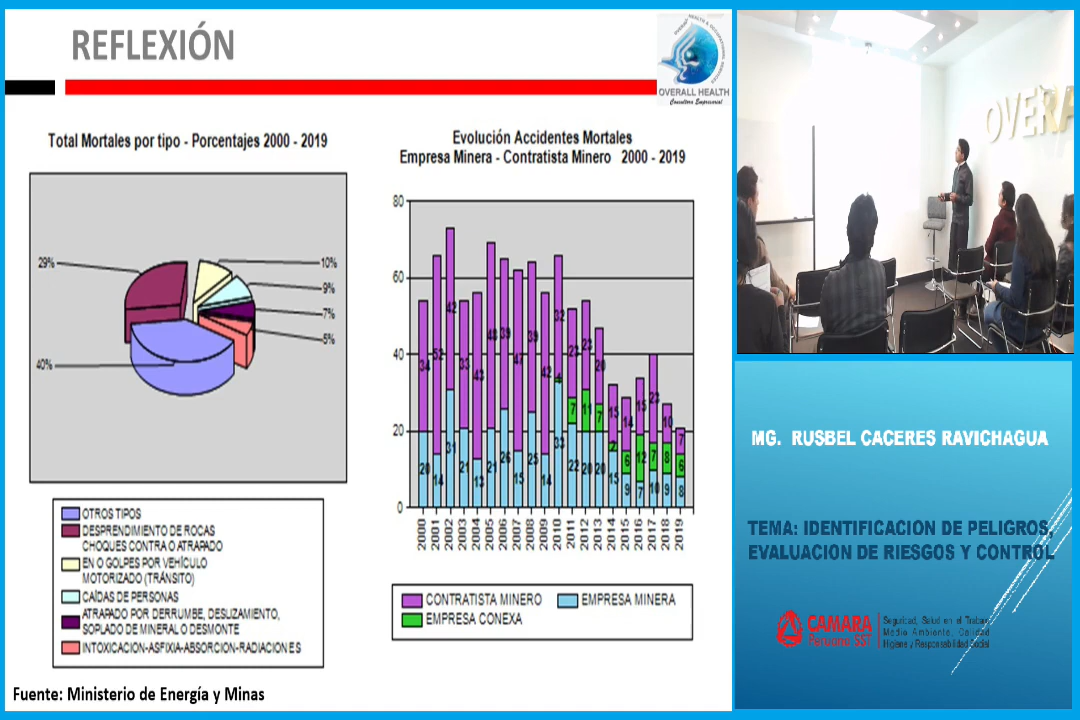 REFLEXIÓN
OVERALL HEALTH & OCCUPATIONAL SERVICES
OVERALL HEALTH
Consultora Empresarial
Total Mortales por tipo - Porcentajes 2000 - 2019
29%
10%
9%
7%
5%
40%
OTROS TIPOS
DESPRENDIMIENTO DE ROCAS
CHOQUES CONTRA O ATRAPADO
EN O GOLPES POR VEHÍCULO
MOTORIZADO (TRÁNSITO)
CAÍDAS DE PERSONAS
ATRAPADO POR DERRUMBE, DESLIZAMIENTO,
SOPLADO DE MINERAL O DESMONTE
INTOXICACION-ASFIXIA-ABSORCION-RADIACIONES
Fuente: Ministerio de Energía y Minas
Evolución Accidentes Mortales
Empresa Minera - Contratista Minero 2000 - 2019
80
60
40
20
0
34 52 42 33 43 48 39 47 39 42 32 23 23 20 15 14 15 23 10 7
7 11 7 2 6 12 7 8 6
20 14 31 21 13 21 26 15 25 14 33 22 20 20 15 9 7 10 9 8
2000 2001 2002 2003 2004 2005 2006 2007 2008 2009 2010 2011 2012 2013 2014 2015 2016 2017 2018 2019
CONTRATISTA MINERO EMPRESA MINERA
EMPRESA CONEXA
OVERA
MG. RUSBEL CACERES RAVICHAGUA
TEMA: IDENTIFICACION DE PELIGROS,
EVALUACION DE RIESGOS Y CONTROL
CAMARA
Peruana SST
Seguridad, Salud en el Trabajo
Medio Ambiente, Calidad
Higiene y Responsabilidad Social